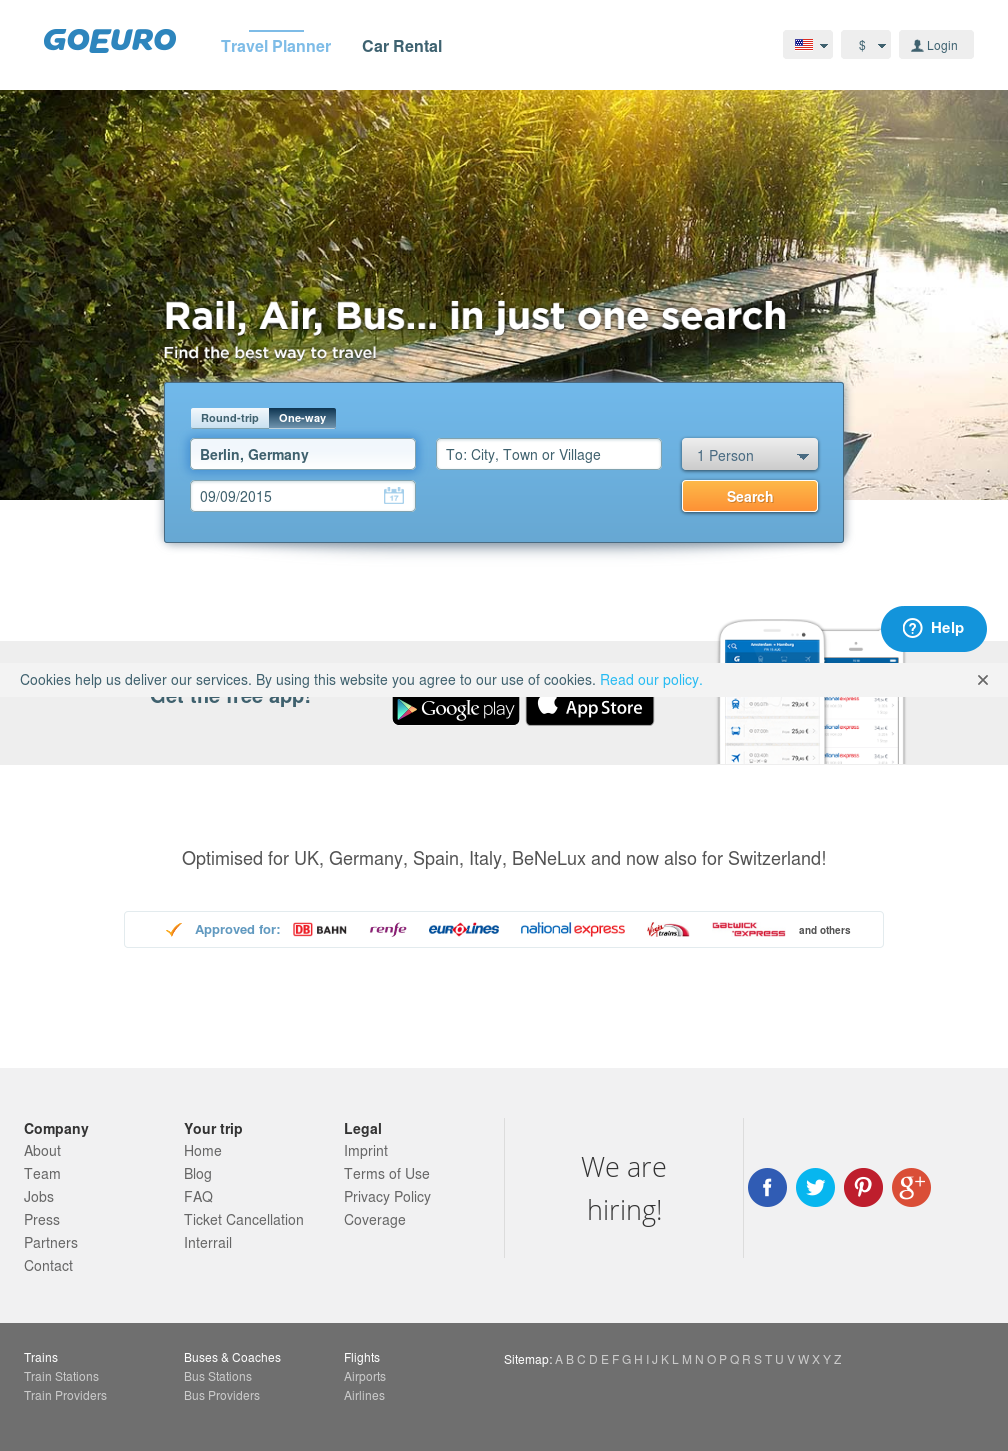 GOEURO
Travel Planner
Car Rental
$
Login
Rail, Air, Bus... in just one search
Find the best way to travel
Round-trip
One-way
Berlin, Germany
To: City, Town or Village
1 Person
09/09/2015
17
Search
Help
Cookies help us deliver our services. By using this website you agree to our use of cookies. Read our policy.
Get the free app!
Google play
App Store
Optimised for UK, Germany, Spain, Italy, BeNeLux and now also for Switzerland!
Approved for:
DB BAHN
renfe
EUROLINES
national express
Virgin trains
GATWICK EXPRESS
and others
Company
About
Team
Jobs
Press
Partners
Contact
Your trip
Home
Blog
FAQ
Ticket Cancellation
Interrail
Legal
Imprint
Terms of Use
Privacy Policy
Coverage
We are
hiring!
Trains
Train Stations
Train Providers
Buses & Coaches
Bus Stations
Bus Providers
Flights
Airports
Airlines
Sitemap: A B C D E F G H I J K L M N O P Q R S T U V W X Y Z